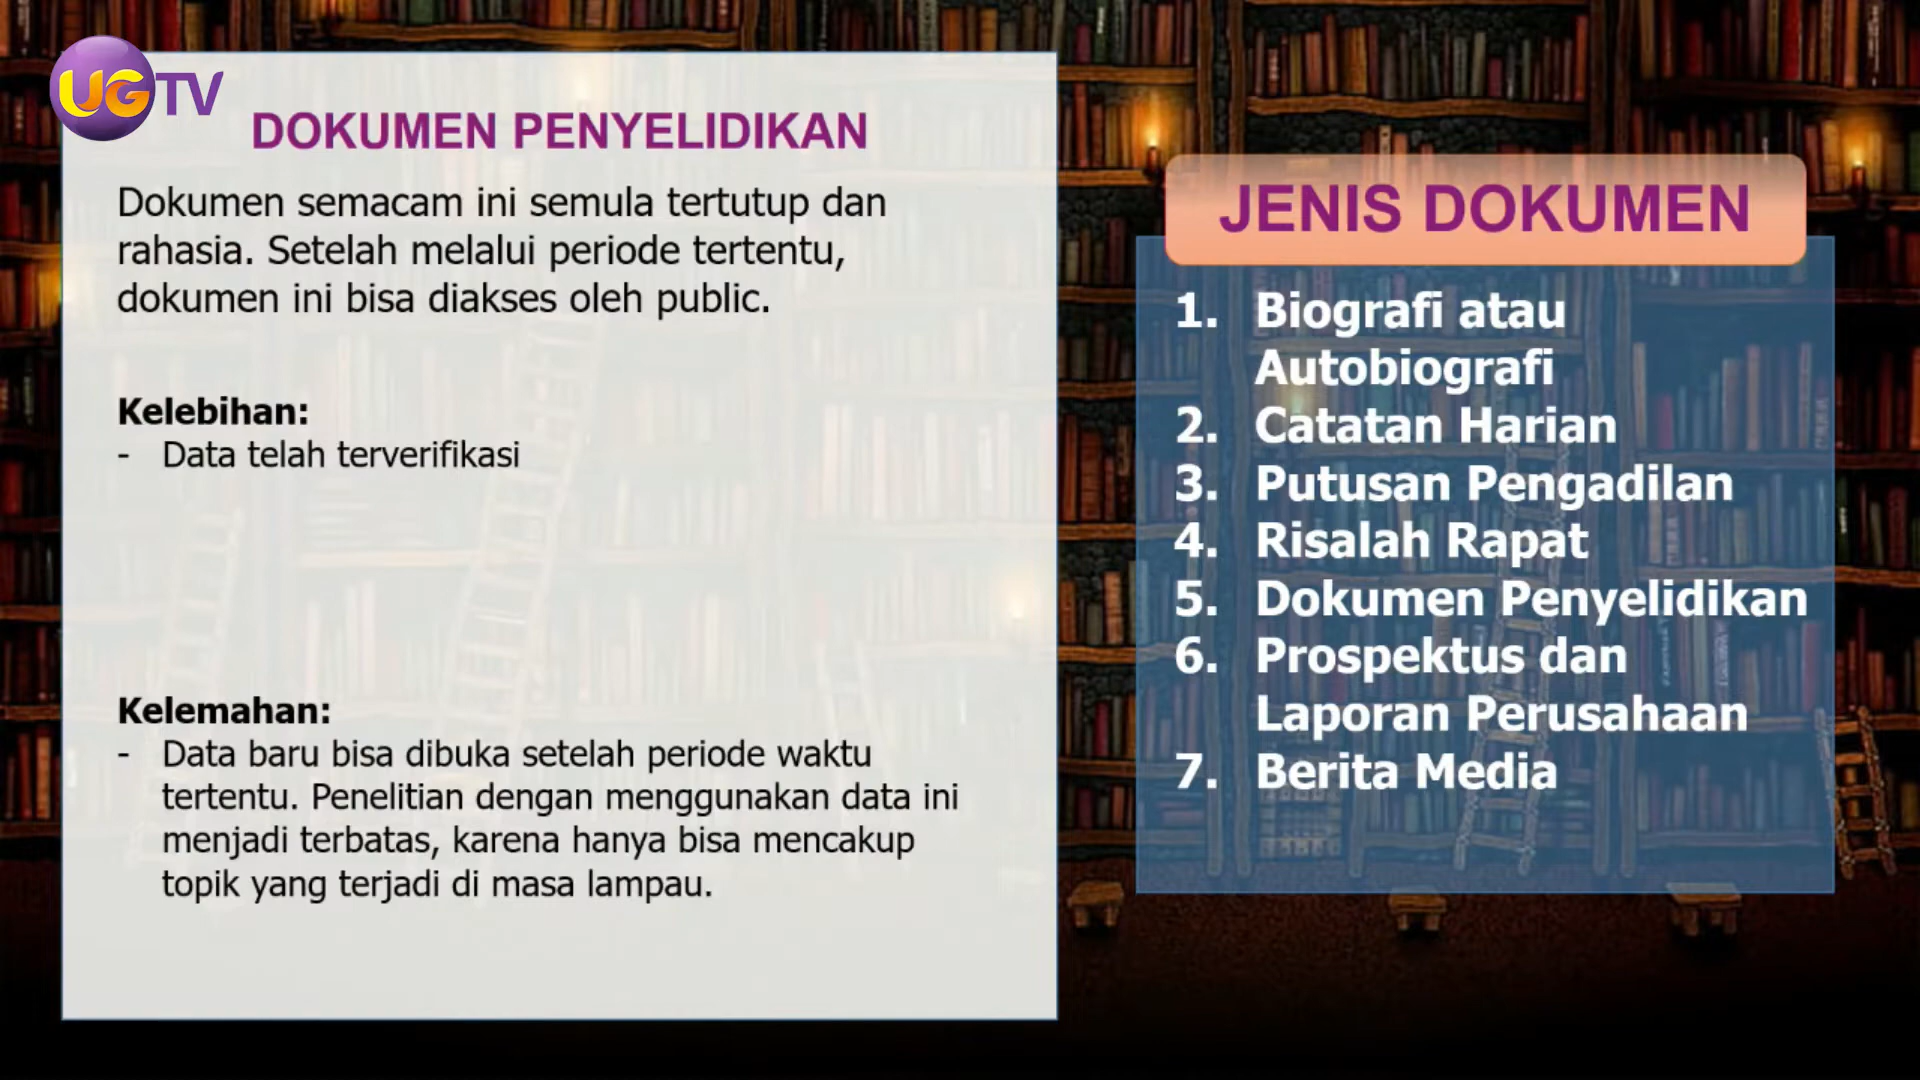 UGTV
DOKUMEN PENYELIDIKAN
Dokumen semacam ini semula tertutup dan
rahasia. Setelah melalui periode tertentu,
dokumen ini bisa diakses oleh public.
Kelebihan:
- Data telah terverifikasi
Kelemahan:
- Data baru bisa dibuka setelah periode waktu
tertentu. Penelitian dengan menggunakan data ini
menjadi terbatas, karena hanya bisa mencakup
topik yang terjadi di masa lampau.
JENIS DOKUMEN
1. Biografi atau
Autobiografi
2. Catatan Harian
3. Putusan Pengadilan
4. Risalah Rapat
5. Dokumen Penyelidikan
6. Prospektus dan
Laporan Perusahaan
7. Berita Media